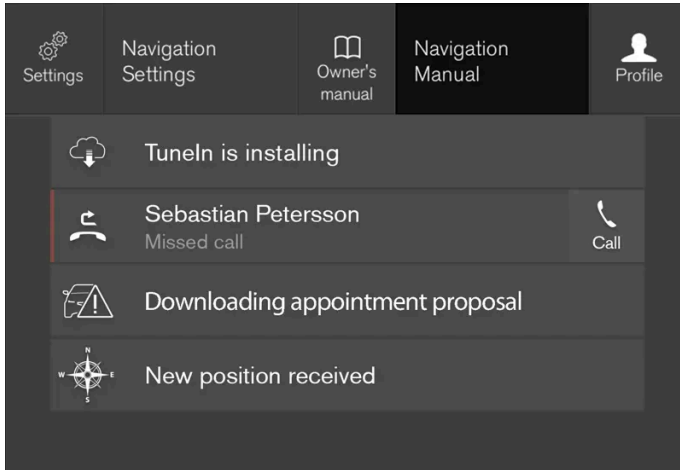 Settings
Navigation
Settings
Owner's
manual
Navigation
Manual
Profile
TuneIn is installing
Sebastian Petersson
Missed call
Call
Downloading appointment proposal
N
W E
S
New position received